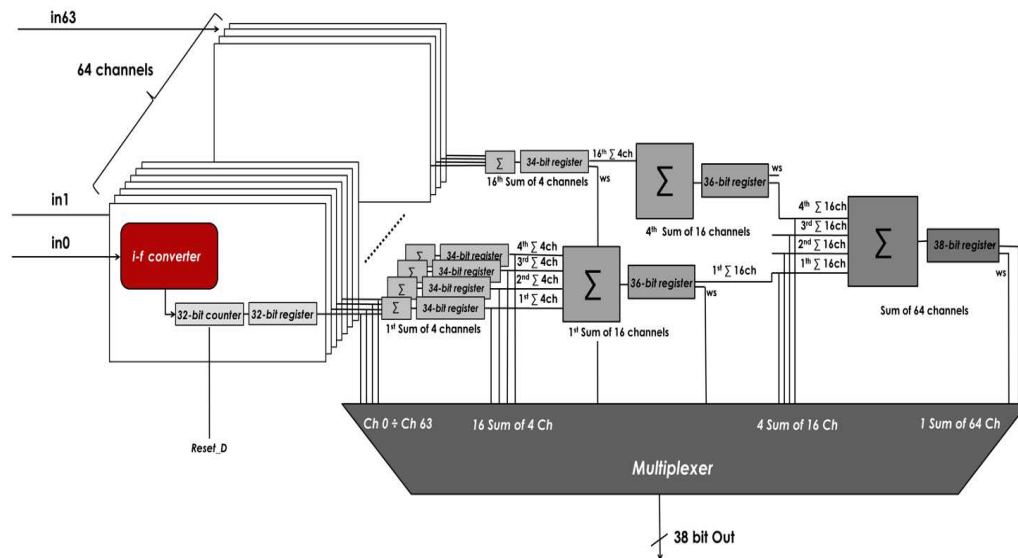 in63
64 channels
in1
in0
i-f converter
32-bit counter
32-bit register
Reset_D
Σ
34-bit register
16th Σ 4ch
16th Sum of 4 channels
ws
Σ
36-bit register
ws
4th Sum of 16 channels
Σ
34-bit register
4th Σ 4ch
Σ
34-bit register
3rd Σ 4ch
Σ
34-bit register
2nd Σ 4ch
Σ
34-bit register
1st Σ 4ch
1st Sum of 4 channels
Σ
36-bit register
ws
1st Σ 16ch
1st Sum of 16 channels
4th Σ 16ch
3rd Σ 16ch
2nd Σ 16ch
1th Σ 16ch
Σ
38-bit register
ws
Sum of 64 channels
Ch 0 ÷ Ch 63
16 Sum of 4 Ch
4 Sum of 16 Ch
1 Sum of 64 Ch
Multiplexer
38 bit Out